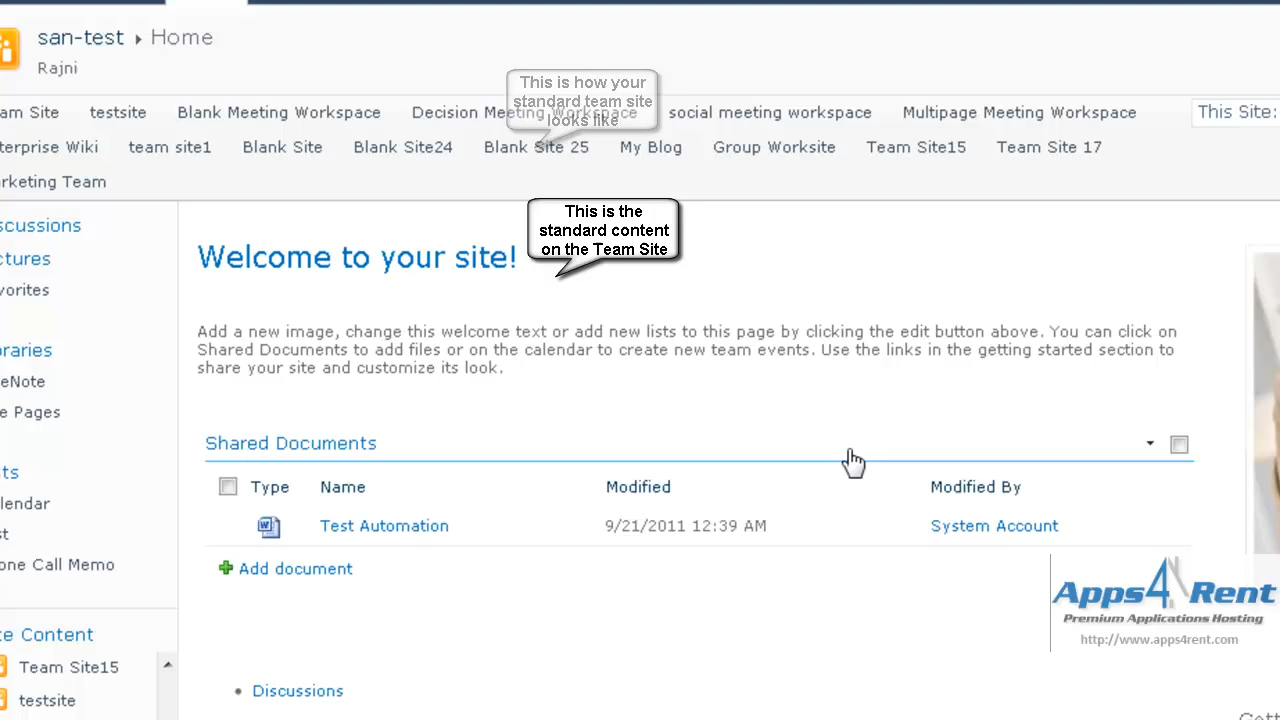 san-test ▸ Home
Rajni
This is how your
standard team site
looks like
am Site testsite Blank Meeting Workspace Decision Meeting Workspace social meeting workspace Multipage Meeting Workspace This Site:
terprise Wiki team site1 Blank Site Blank Site24 Blank Site 25 My Blog Group Worksite Team Site15 Team Site 17
rketing Team
This is the
standard content
on the Team Site
scussions
ctures
vorites
raries
eNote
e Pages
ts
lendar
st
one Call Memo
te Content
Team Site15
testsite
Welcome to your site!
Add a new image, change this welcome text or add new lists to this page by clicking the edit button above. You can click on
Shared Documents to add files or on the calendar to create new team events. Use the links in the getting started section to
share your site and customize its look.
Shared Documents
Type Name Modified Modified By
Test Automation 9/21/2011 12:39 AM System Account
Add document
Discussions
Apps4Rent
Premium Applications Hosting
http://www.apps4rent.com